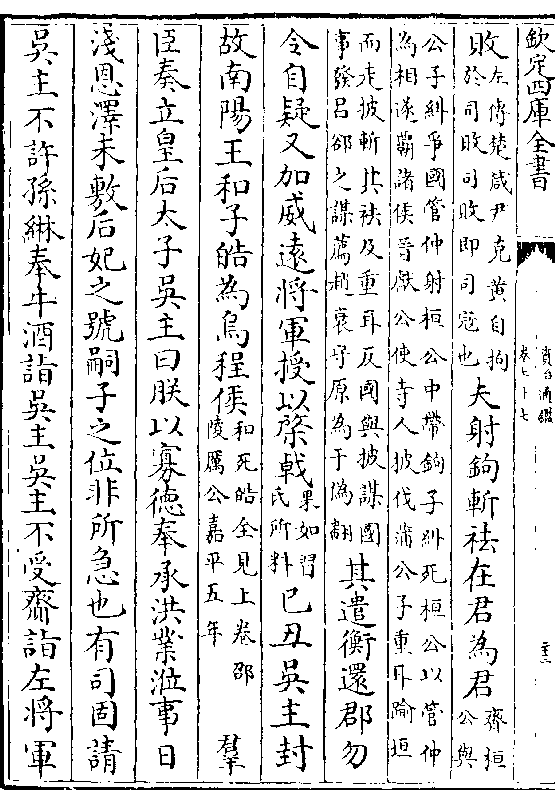 欽定四庫全書
資治通鑑
卷七十七
敗左傳楚箴尹克黃自拘
於司敗司敗即司寇也夫射鉤斬袪在君為君齊桓
公與
公子糾爭國管仲射桓公中帶鉤子糾死桓公以管仲
為相遂霸諸侯晉獻公使寺人披伐蒲公子重耳踰垣
而走披斬其袪及重耳反國與披謀國
事發呂郤之謀薦趙衰守原為于偽翻其遣衡還郡勿
令自疑又加威遠將軍授以棨戟果如習
氏所料己丑吳主封
故南陽王和子皓為烏程侯和死皓全見上卷邵
陵厲公嘉平五年羣
臣奏立皇后太子吳主曰朕以寡德奉承洪業涖事日
淺恩澤未敷后妃之號嗣子之位非所急也有司固請
吳主不許孫綝奉牛酒詣吳主吳主不受齎詣左將軍